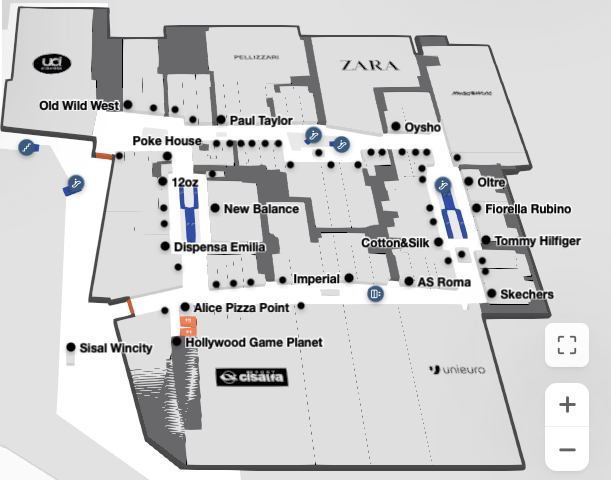 uci
PELLIZZARI
ZARA
MediaWorld
Old Wild West
Paul Taylor
Oysho
Poke House
12oz
Oltre
New Balance
Fiorella Rubino
Dispensa Emilia
Cotton&Silk
Tommy Hilfiger
Imperial
AS Roma
Skechers
Alice Pizza Point
Sisal Wincity
Hollywood Game Planet
cisalfa
unieuro
+
−